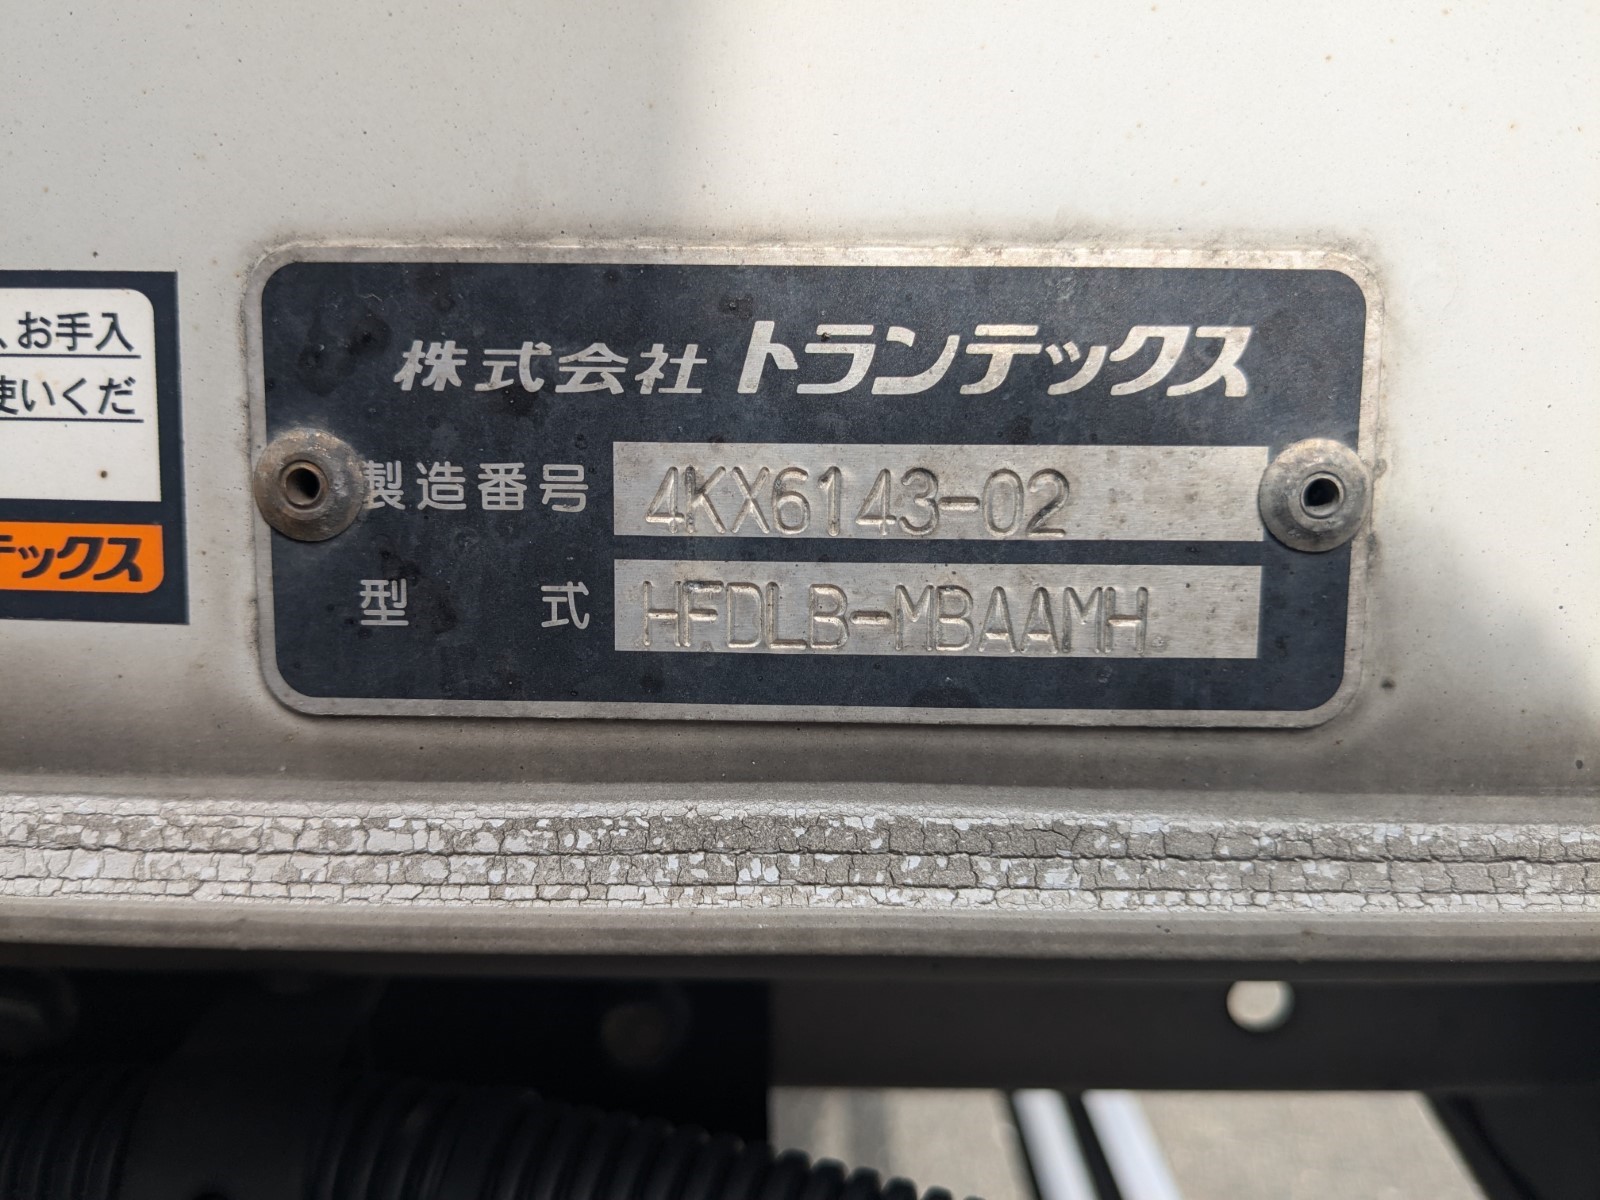 、お手入
使いくだ
テックス
株式会社トランテックス
製造番号 4KX6143-02
型式 HFDLB-MBAAMH